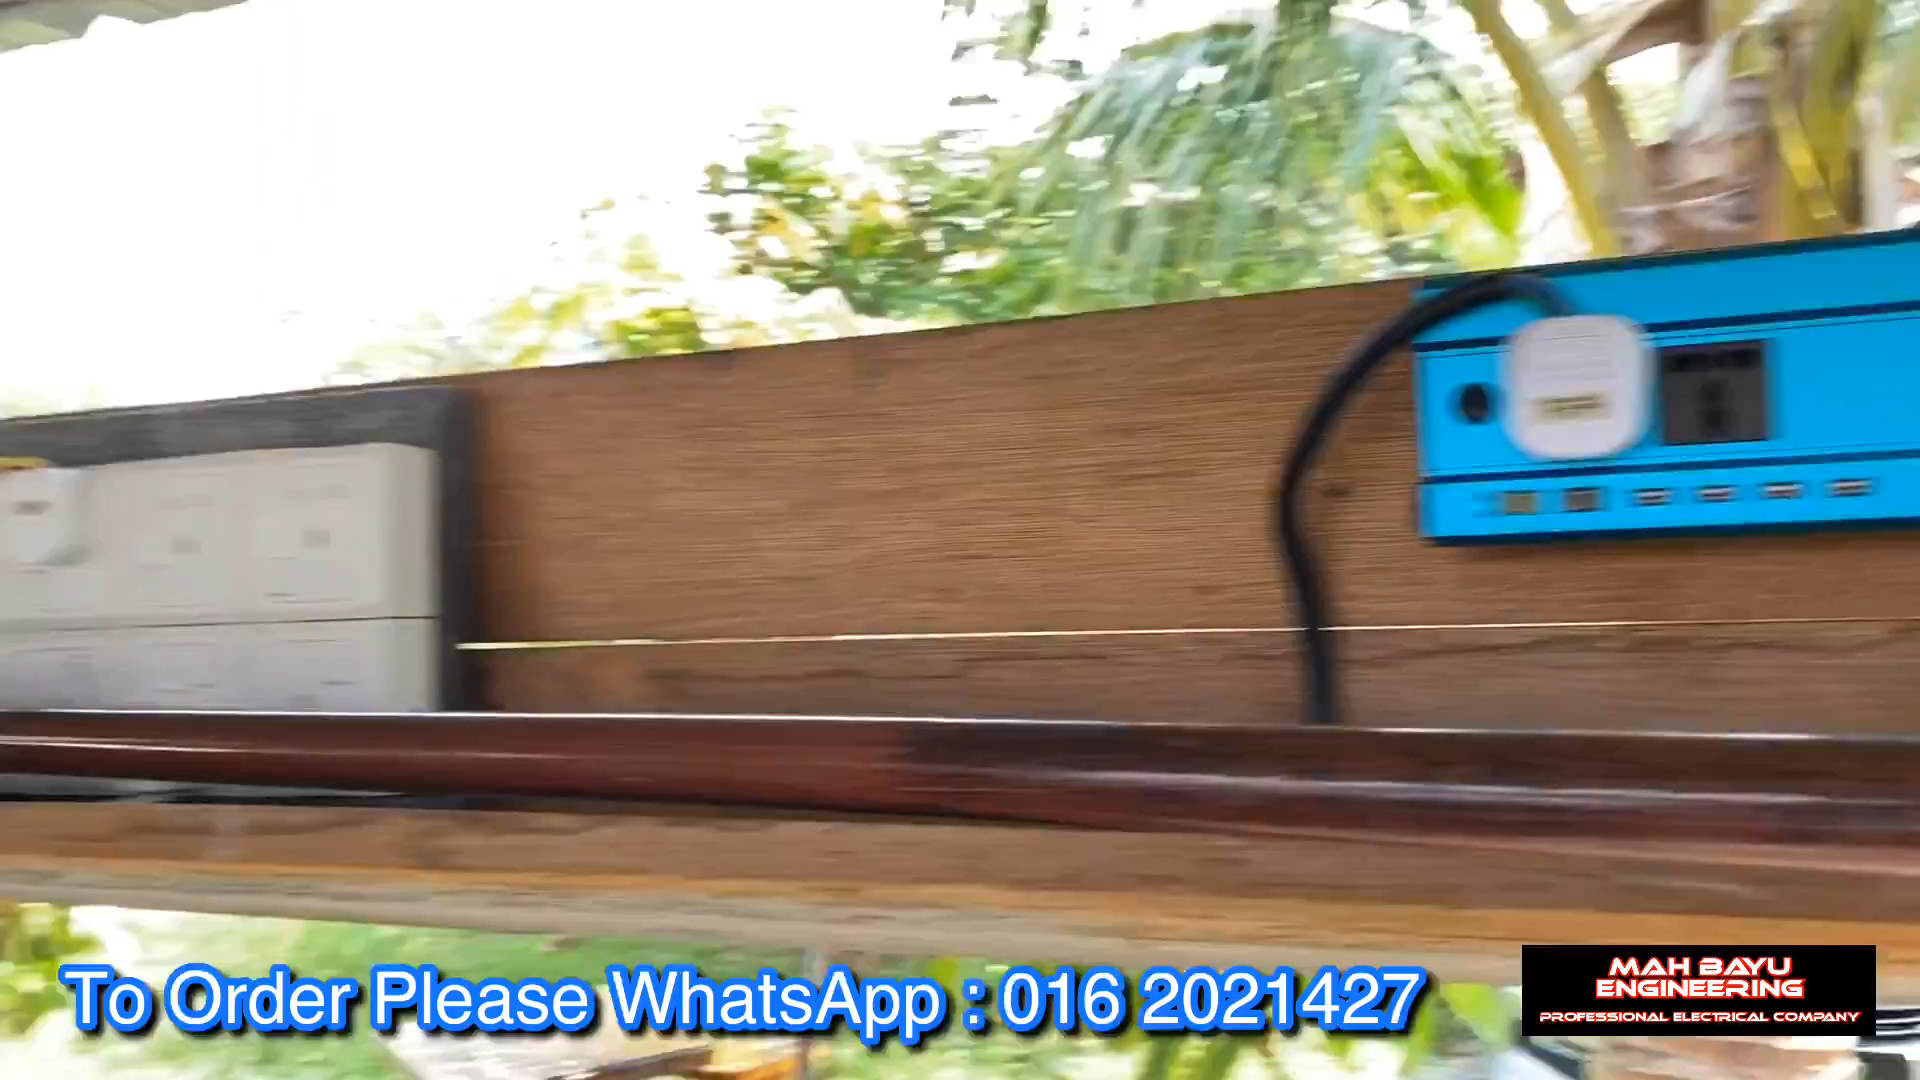 To Order Please WhatsApp : 016 2021427
MAH BAYU
ENGINEERING
PROFESSIONAL ELECTRICAL COMPANY